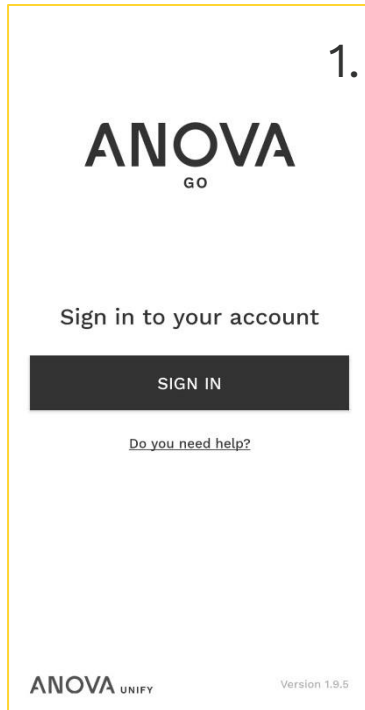 1.
ANOVA
GO
Sign in to your account
SIGN IN
Do you need help?
ANOVA UNIFY
Version 1.9.5